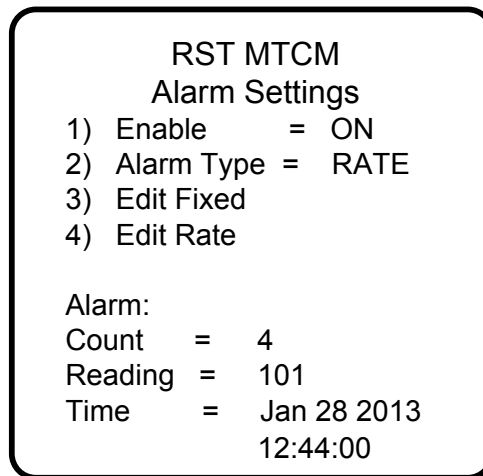 RST MTCM
Alarm Settings
1) Enable = ON
2) Alarm Type = RATE
3) Edit Fixed
4) Edit Rate
Alarm:
Count = 4
Reading = 101
Time = Jan 28 2013
12:44:00